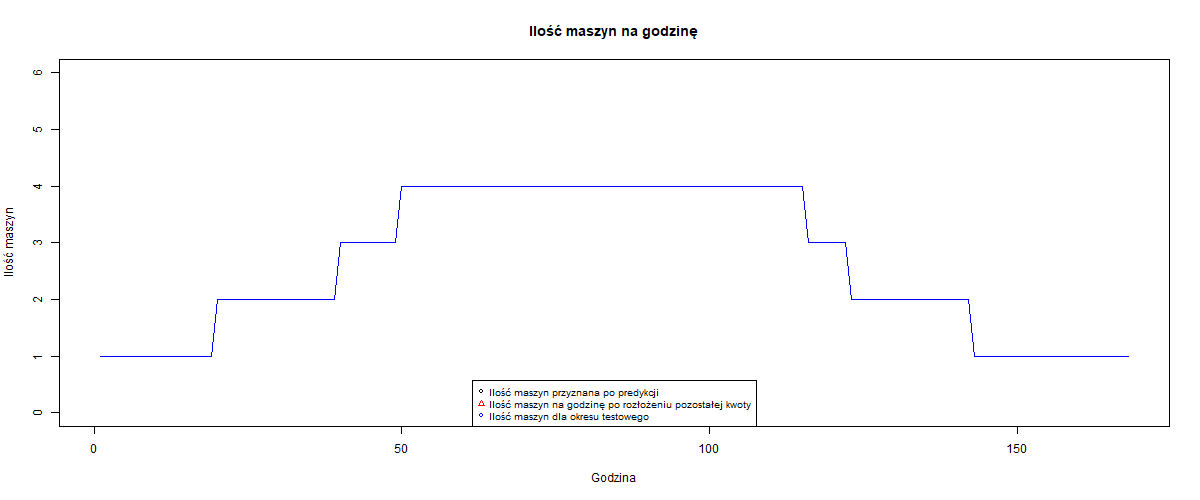 Ilość maszyn na godzinę
Ilość maszyn
6
5
4
3
2
1
0
Ilość maszyn przyznana po predykcji
Ilość maszyn na godzinę po rozłożeniu pozostałej kwoty
Ilość maszyn dla okresu testowego
0 50 100 150
Godzina